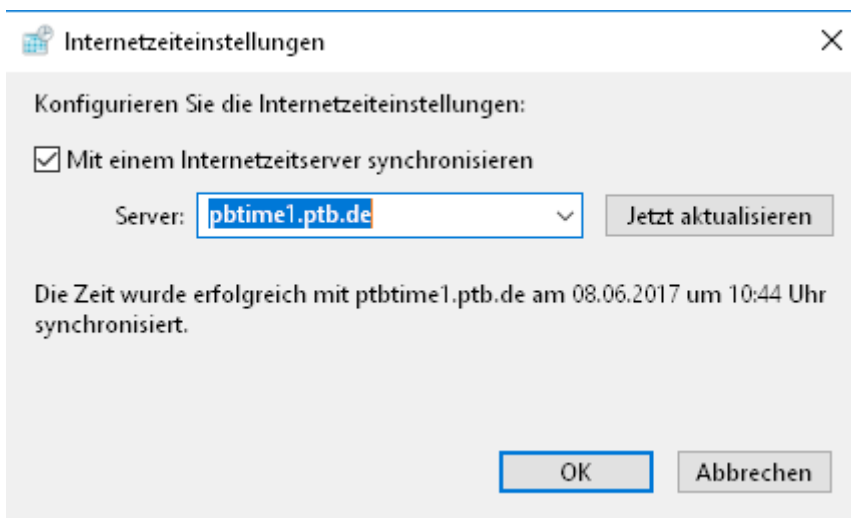 Internetzeiteinstellungen
Konfigurieren Sie die Internetzeiteinstellungen:
Mit einem Internetzeitserver synchronisieren
Server: pbtime1.ptb.de Jetzt aktualisieren
Die Zeit wurde erfolgreich mit ptbtime1.ptb.de am 08.06.2017 um 10:44 Uhr
synchronisiert.
OK Abbrechen